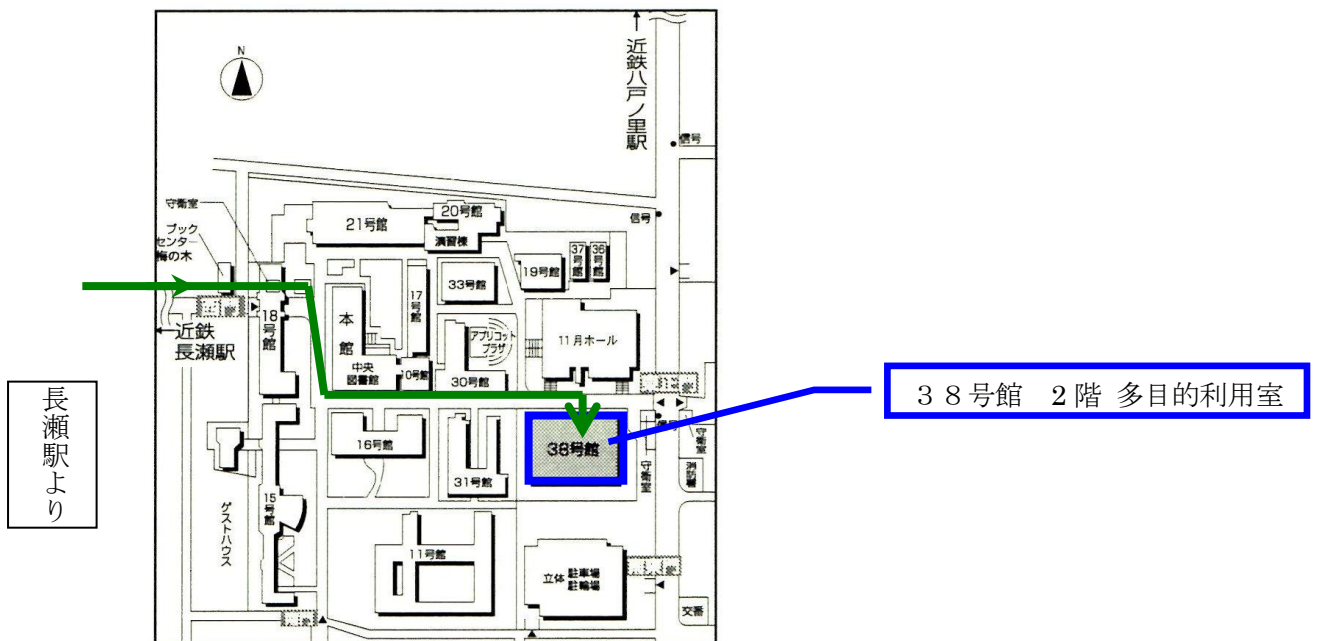 N
近鉄八戸ノ里駅
信号
守衛室
20号館
21号館
信号
演習棟
ブック
センター
梅の木
37号館
36号館
19号館
33号館
17号館
18号館
本館
アプリコット
プラザ
11月ホール
近鉄
長瀬駅
中央
図書館
10号館
30号館
長瀬駅より
38号館 2階 多目的利用室
信号
守衛室
16号館
38号館
31号館
守衛室
消防署
15号館
ゲストハウス
11号館
立体 駐車場
駐輪場
交番